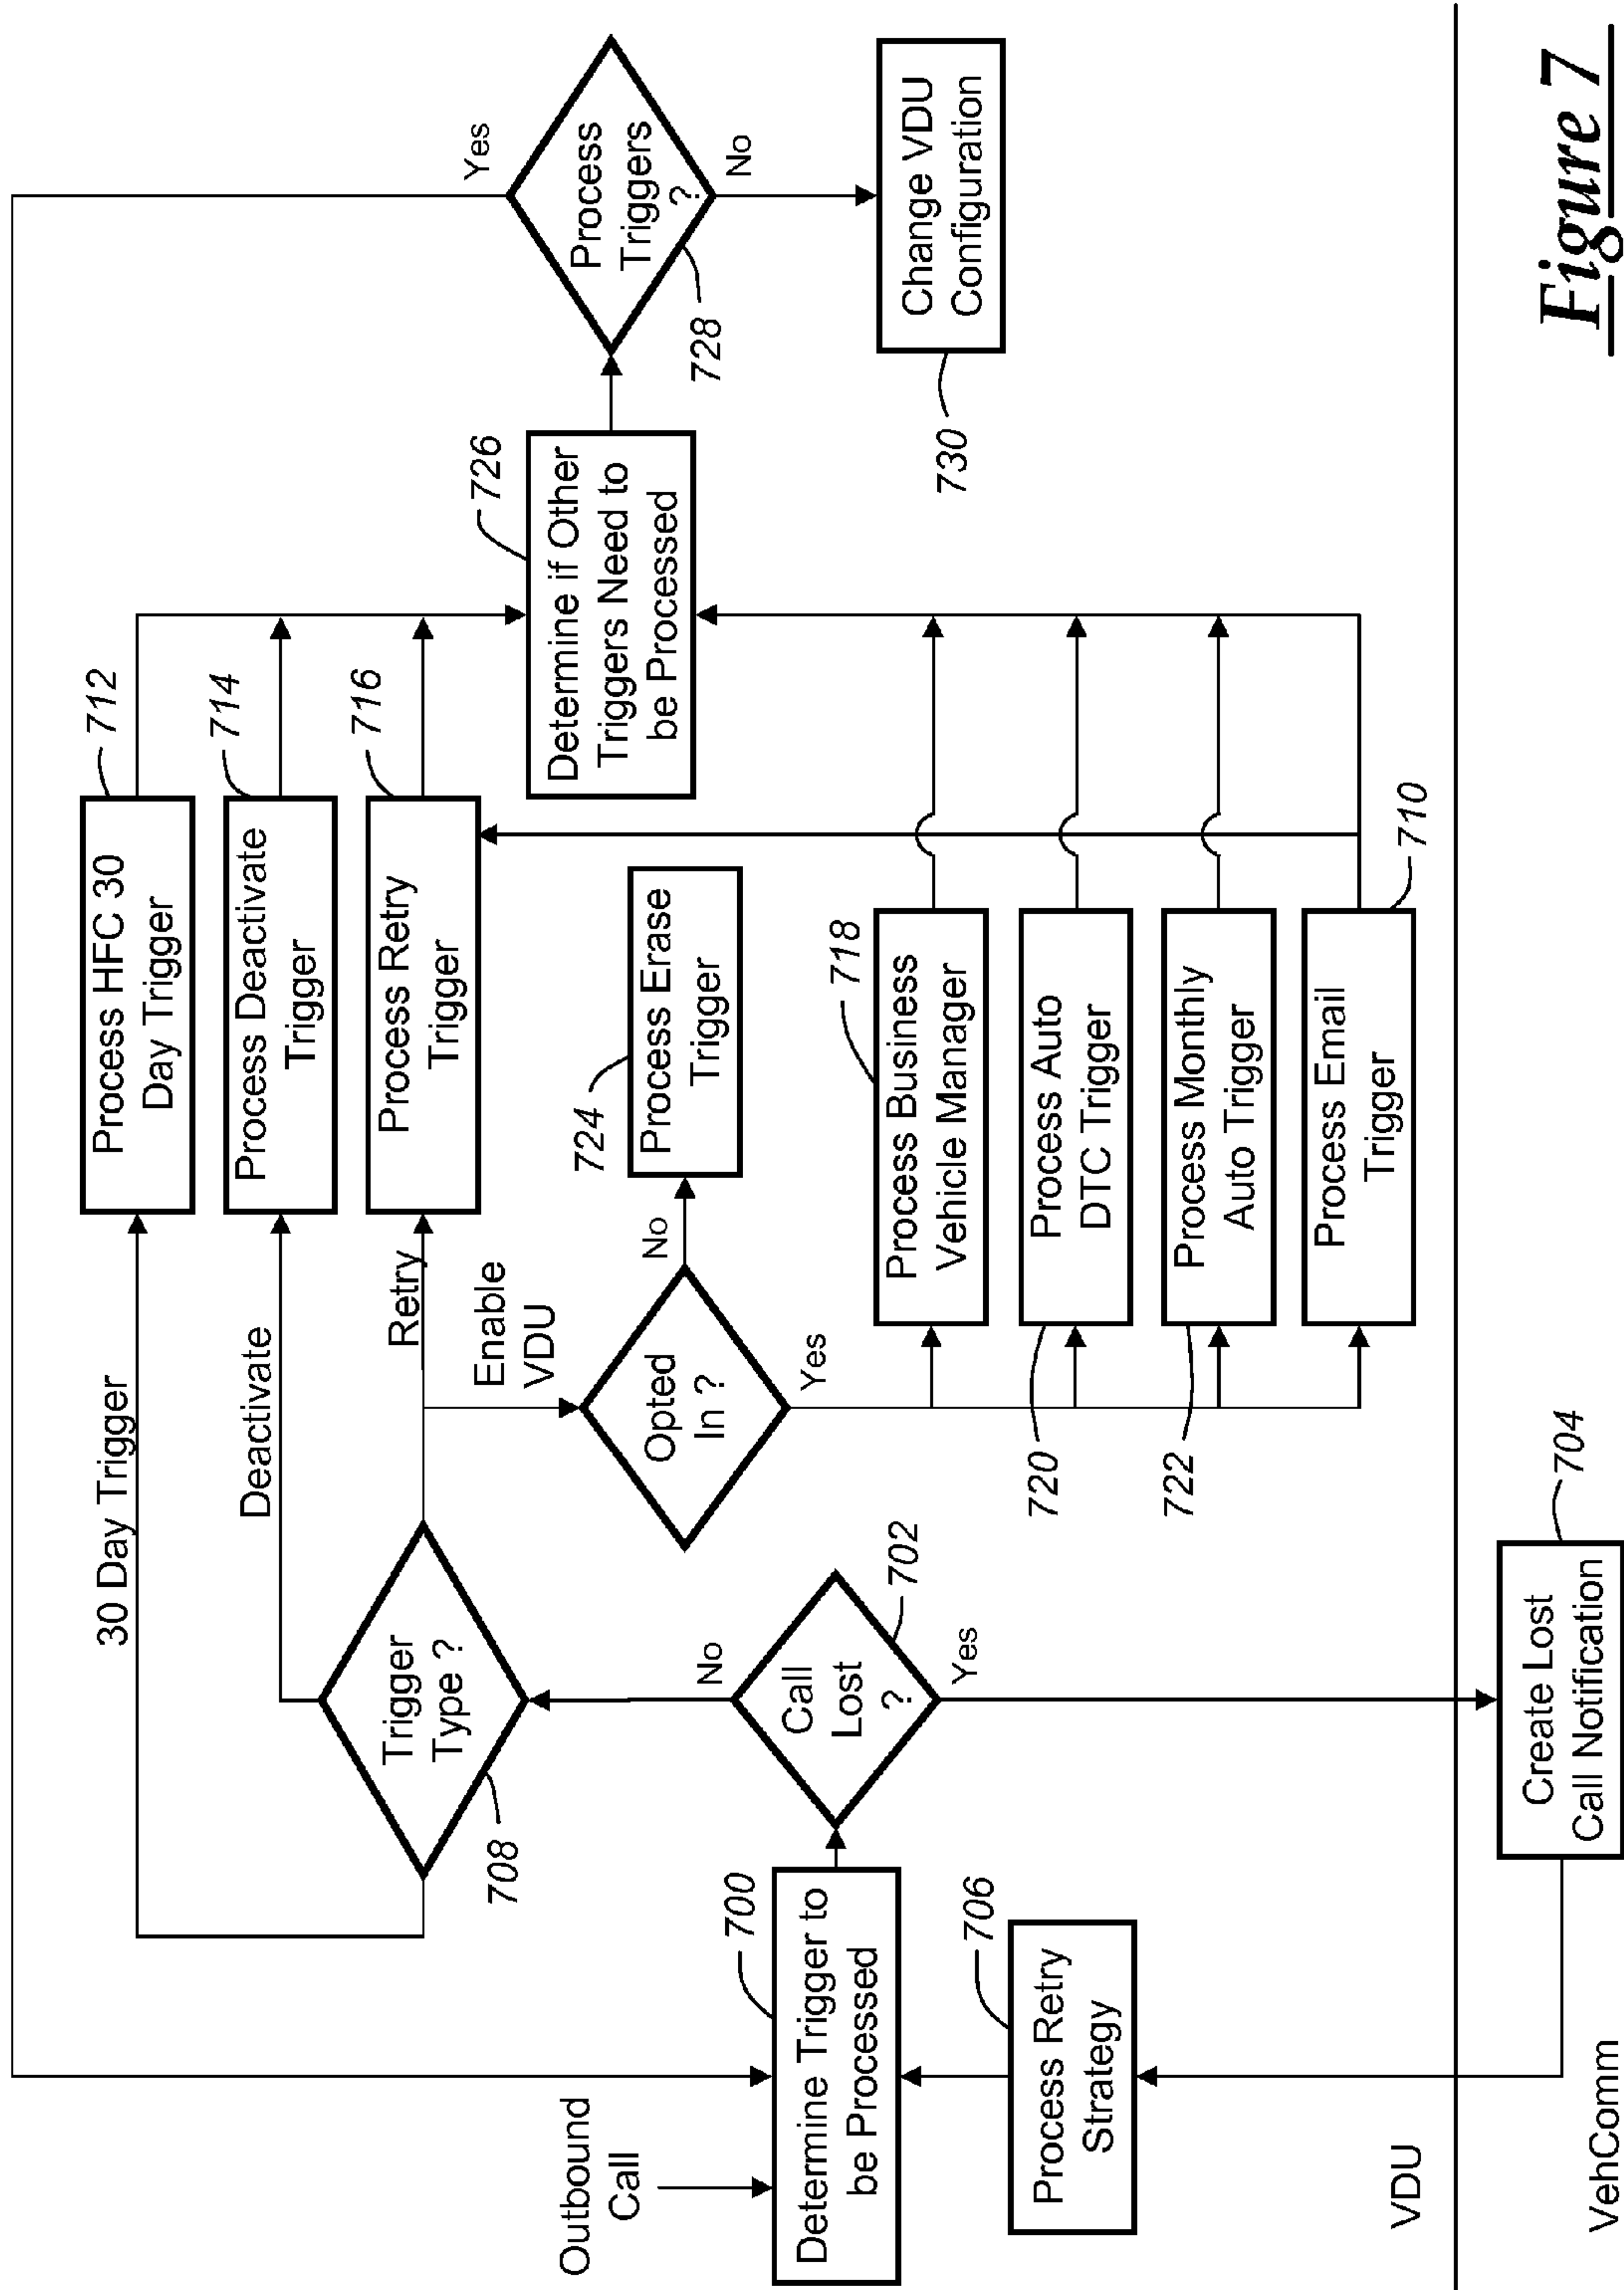 Outbound
Call
700
Determine Trigger to
be Processed
706
Process Retry
Strategy
VDU
VehComm
704
Create Lost
Call Notification
Call
Lost
?
702
No
Yes
Trigger
Type ?
708
30 Day Trigger
Deactivate
Retry
Enable
VDU
Opted
In ?
No
Yes
724
Process Erase
Trigger
Process HFC 30
Day Trigger
712
Process Deactivate
Trigger
714
Process Retry
Trigger
716
718
Process Business
Vehicle Manager
720
Process Auto
DTC Trigger
722
Process Monthly
Auto Trigger
Process Email
Trigger
710
726
Determine if Other
Triggers Need to
be Processed
Process
Triggers
?
728
Yes
No
Change VDU
Configuration
730
Figure 7